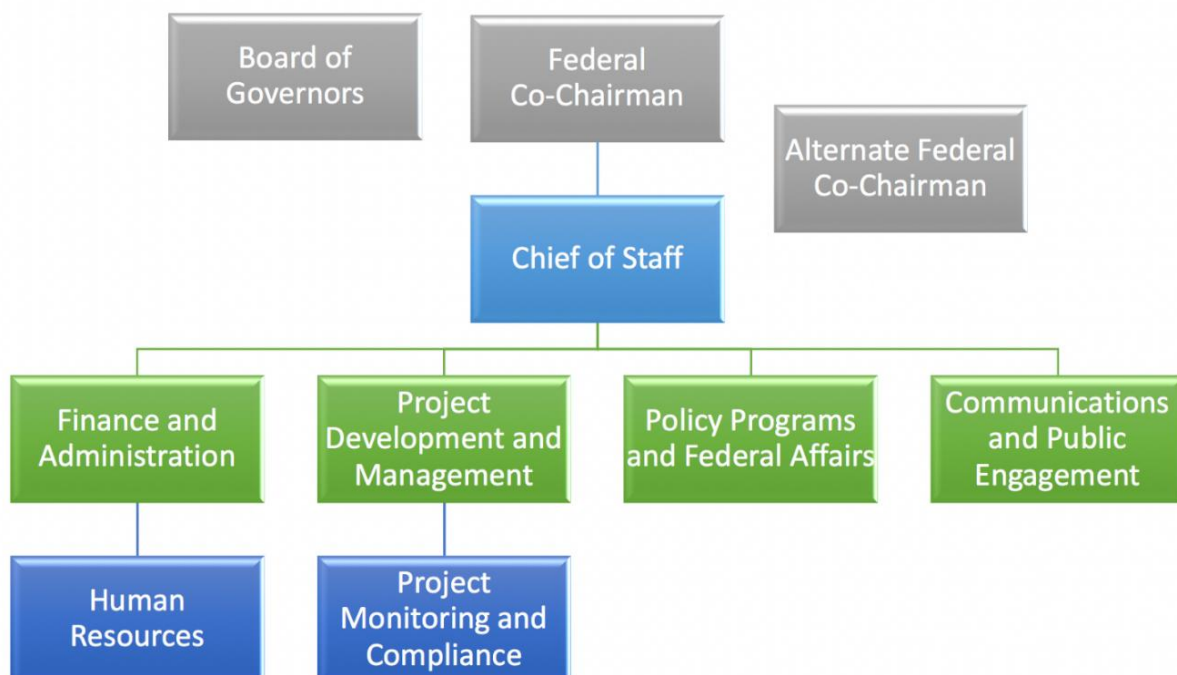 Board of
Governors
Federal
Co-Chairman
Alternate Federal
Co-Chairman
Chief of Staff
Finance and
Administration
Project
Development and
Management
Policy Programs
and Federal Affairs
Communications
and Public
Engagement
Human
Resources
Project
Monitoring and
Compliance